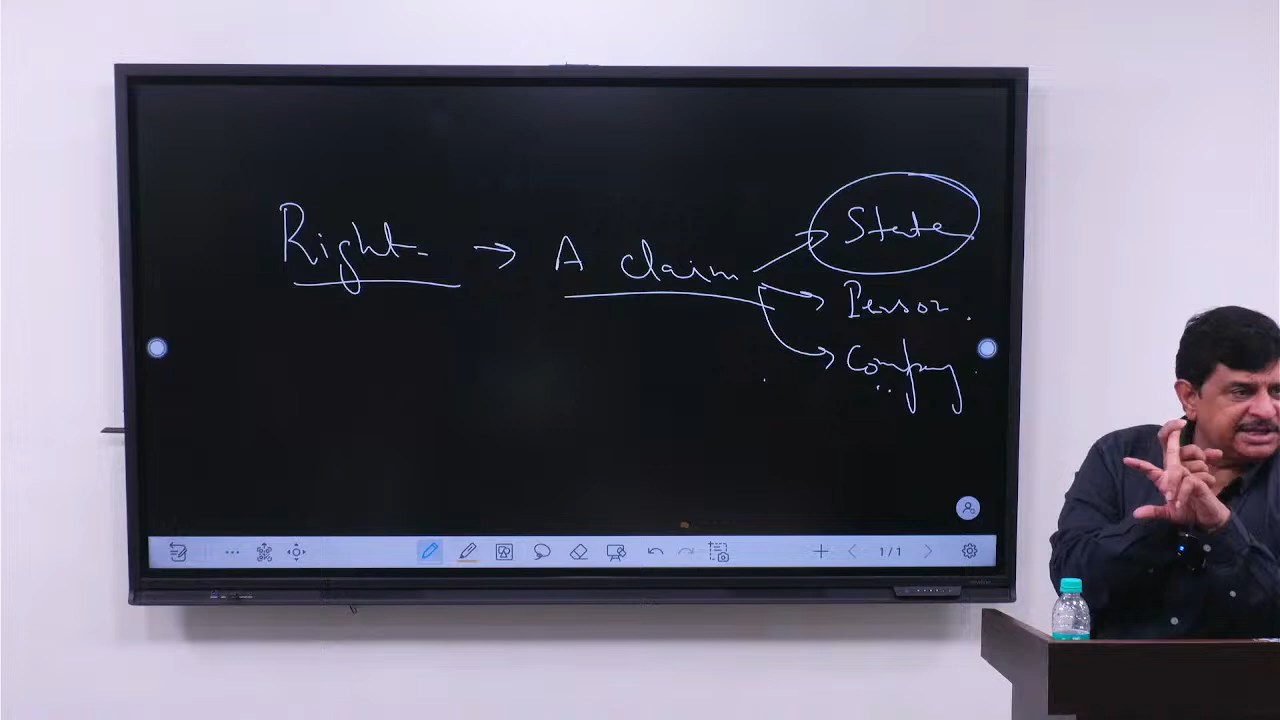 Right → A claim → State
→ Person
→ Company
1/1